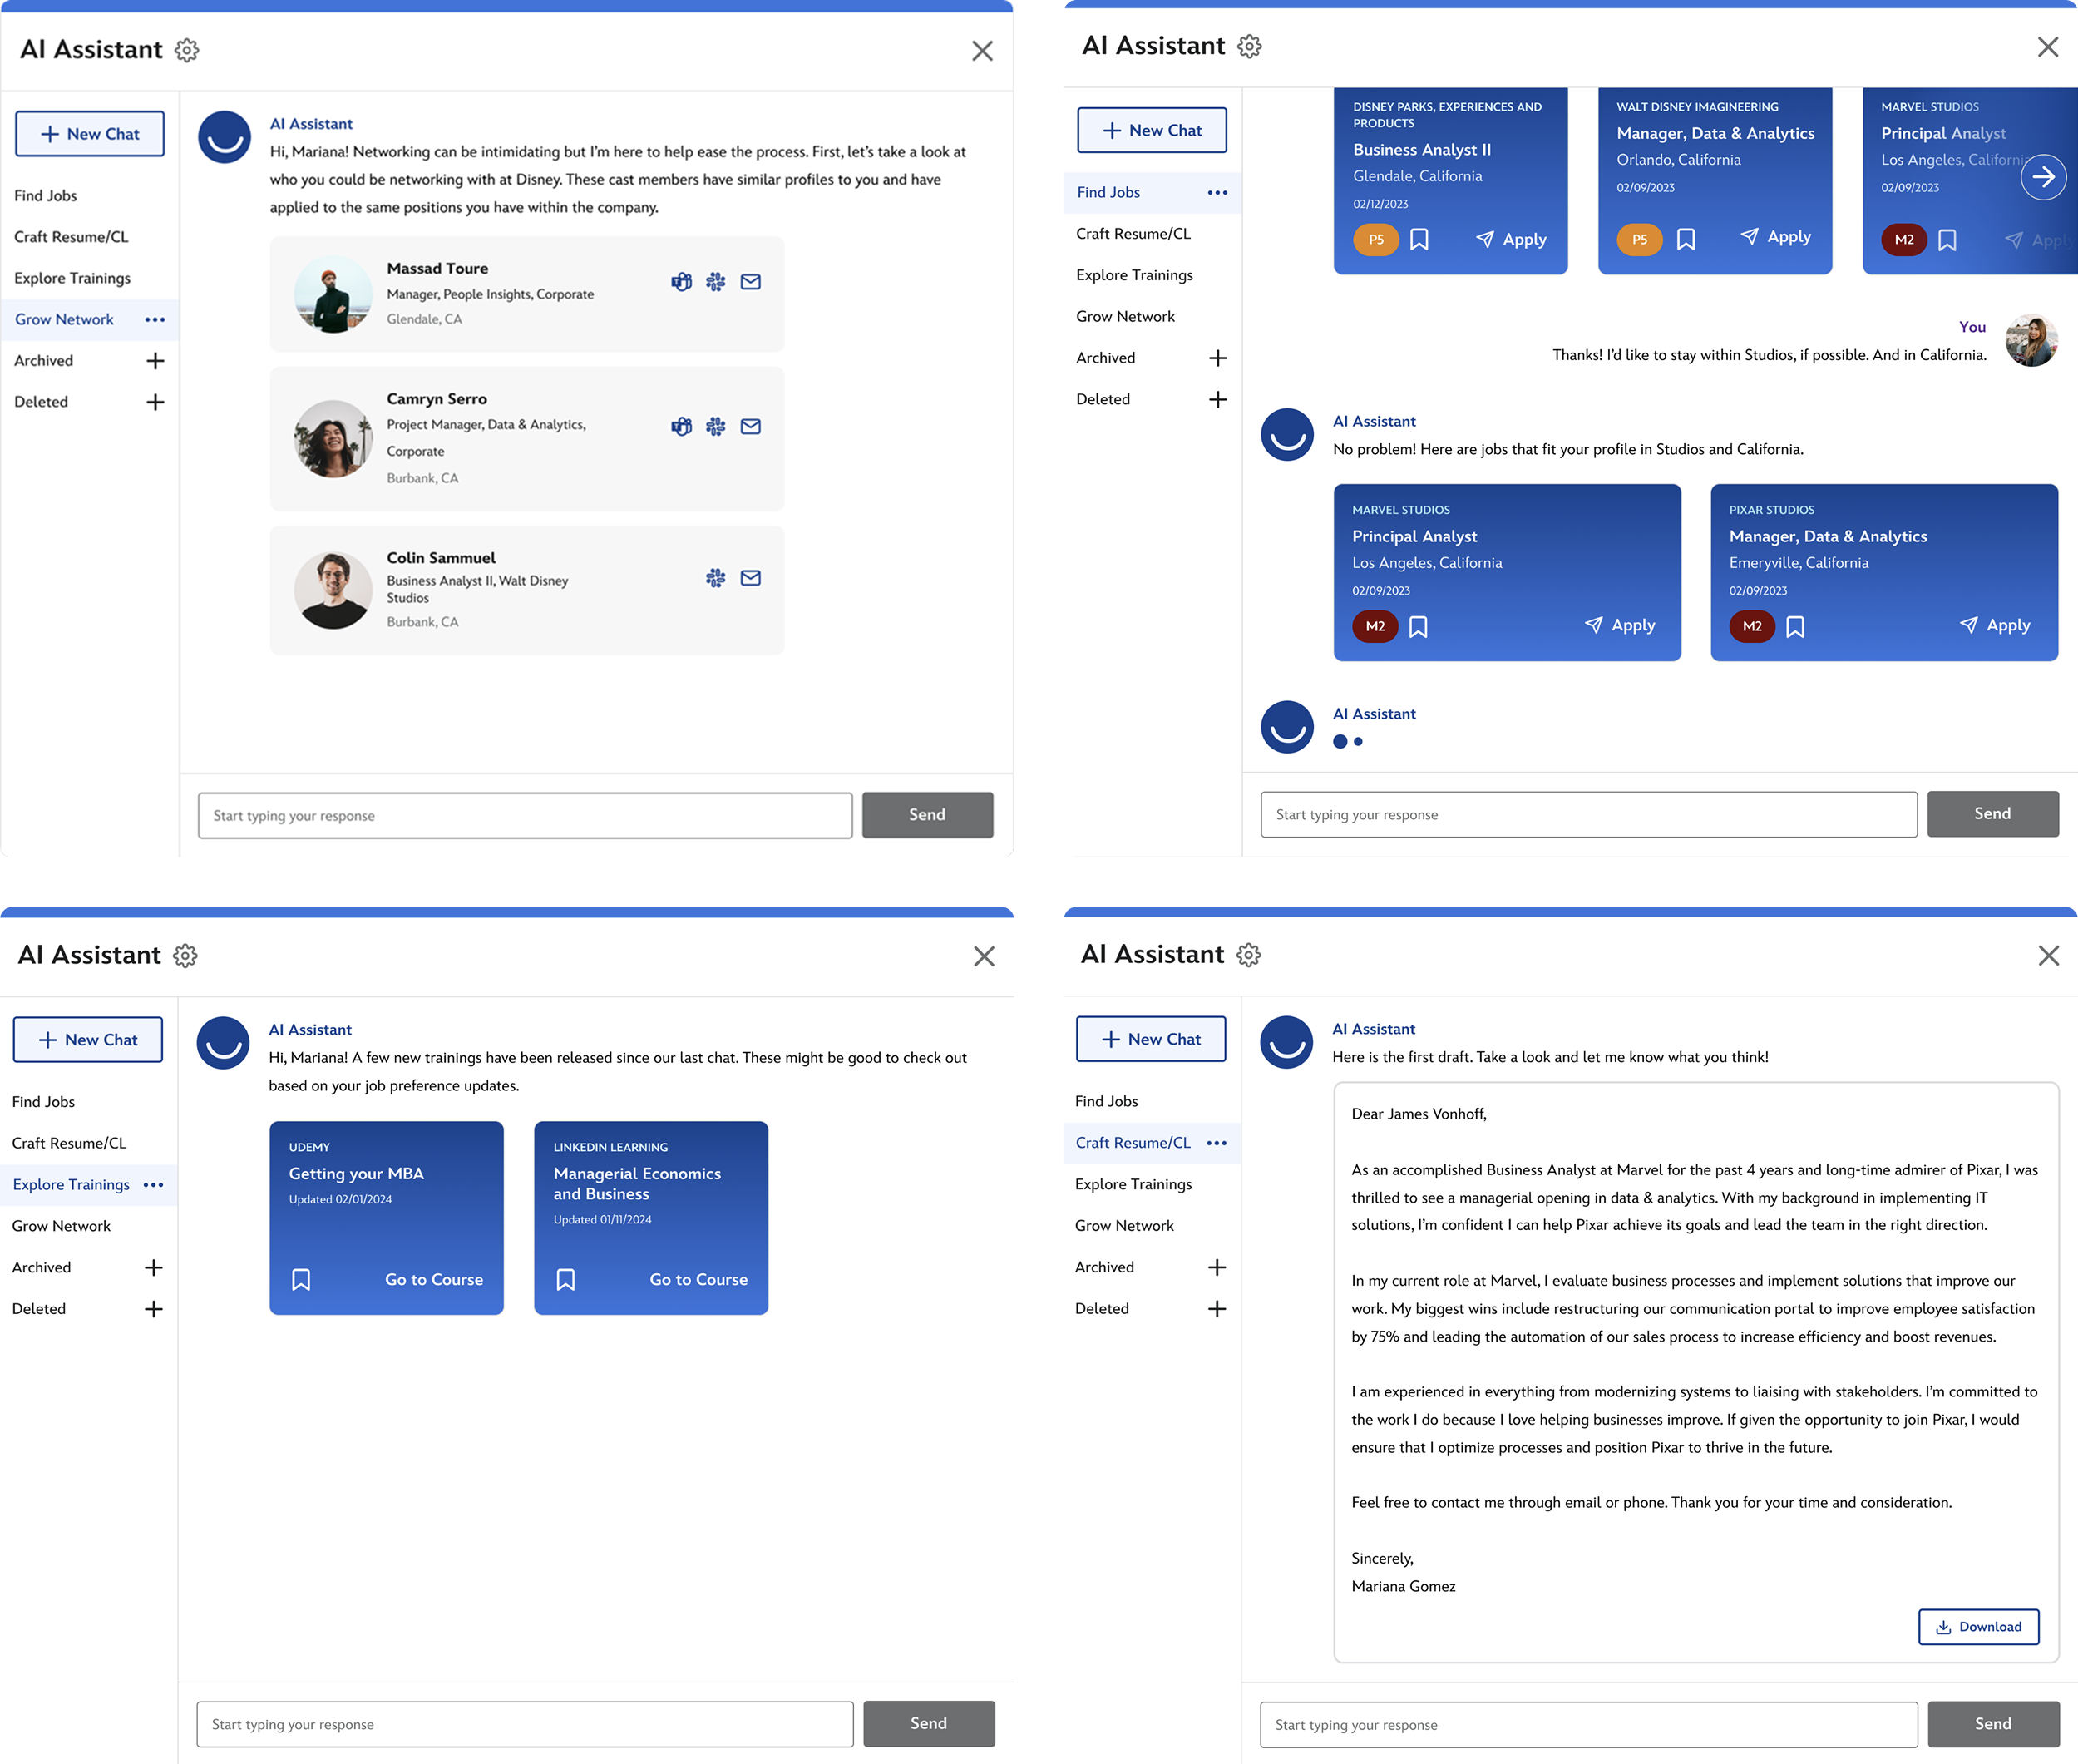 AI Assistant
New Chat
Find Jobs
Craft Resume/CL
Explore Trainings
Grow Network
Archived
Deleted
AI Assistant
Hi, Mariana! Networking can be intimidating but I'm here to help ease the process. First, let's take a look at
who you could be networking with at Disney. These cast members have similar profiles to you and have
applied to the same positions you have within the company.
Massad Toure
Manager, People Insights, Corporate
Glendale, CA
Camryn Serro
Project Manager, Data & Analytics,
Corporate
Burbank, CA
Colin Sammuel
Business Analyst II, Walt Disney
Studios
Burbank, CA
Start typing your response
Send
AI Assistant
New Chat
Find Jobs
Craft Resume/CL
Explore Trainings
Grow Network
Archived
Deleted
DISNEY PARKS, EXPERIENCES AND
PRODUCTS
Business Analyst II
Glendale, California
02/12/2023
P5
Apply
WALT DISNEY IMAGINEERING
Manager, Data & Analytics
Orlando, California
02/09/2023
P5
Apply
MARVEL STUDIOS
Principal Analyst
Los Angeles, California
02/09/2023
M2
Apply
You
Thanks! I'd like to stay within Studios, if possible. And in California.
AI Assistant
No problem! Here are jobs that fit your profile in Studios and California.
MARVEL STUDIOS
Principal Analyst
Los Angeles, California
02/09/2023
M2
Apply
PIXAR STUDIOS
Manager, Data & Analytics
Emeryville, California
02/09/2023
M2
Apply
AI Assistant
Start typing your response
Send
AI Assistant
New Chat
Find Jobs
Craft Resume/CL
Explore Trainings
Grow Network
Archived
Deleted
AI Assistant
Hi, Mariana! A few new trainings have been released since our last chat. These might be good to check out
based on your job preference updates.
UDEMY
Getting your MBA
Updated 02/01/2024
Go to Course
LINKEDIN LEARNING
Managerial Economics
and Business
Updated 01/11/2024
Go to Course
Start typing your response
Send
AI Assistant
New Chat
Find Jobs
Craft Resume/CL
Explore Trainings
Grow Network
Archived
Deleted
AI Assistant
Here is the first draft. Take a look and let me know what you think!
Dear James Vonhoff,
As an accomplished Business Analyst at Marvel for the past 4 years and long-time admirer of Pixar, I was
thrilled to see a managerial opening in data & analytics. With my background in implementing IT
solutions, I'm confident I can help Pixar achieve its goals and lead the team in the right direction.
In my current role at Marvel, I evaluate business processes and implement solutions that improve our
work. My biggest wins include restructuring our communication portal to improve employee satisfaction
by 75% and leading the automation of our sales process to increase efficiency and boost revenues.
I am experienced in everything from modernizing systems to liaising with stakeholders. I'm committed to
the work I do because I love helping businesses improve. If given the opportunity to join Pixar, I would
ensure that I optimize processes and position Pixar to thrive in the future.
Feel free to contact me through email or phone. Thank you for your time and consideration.
Sincerely,
Mariana Gomez
Download
Start typing your response
Send